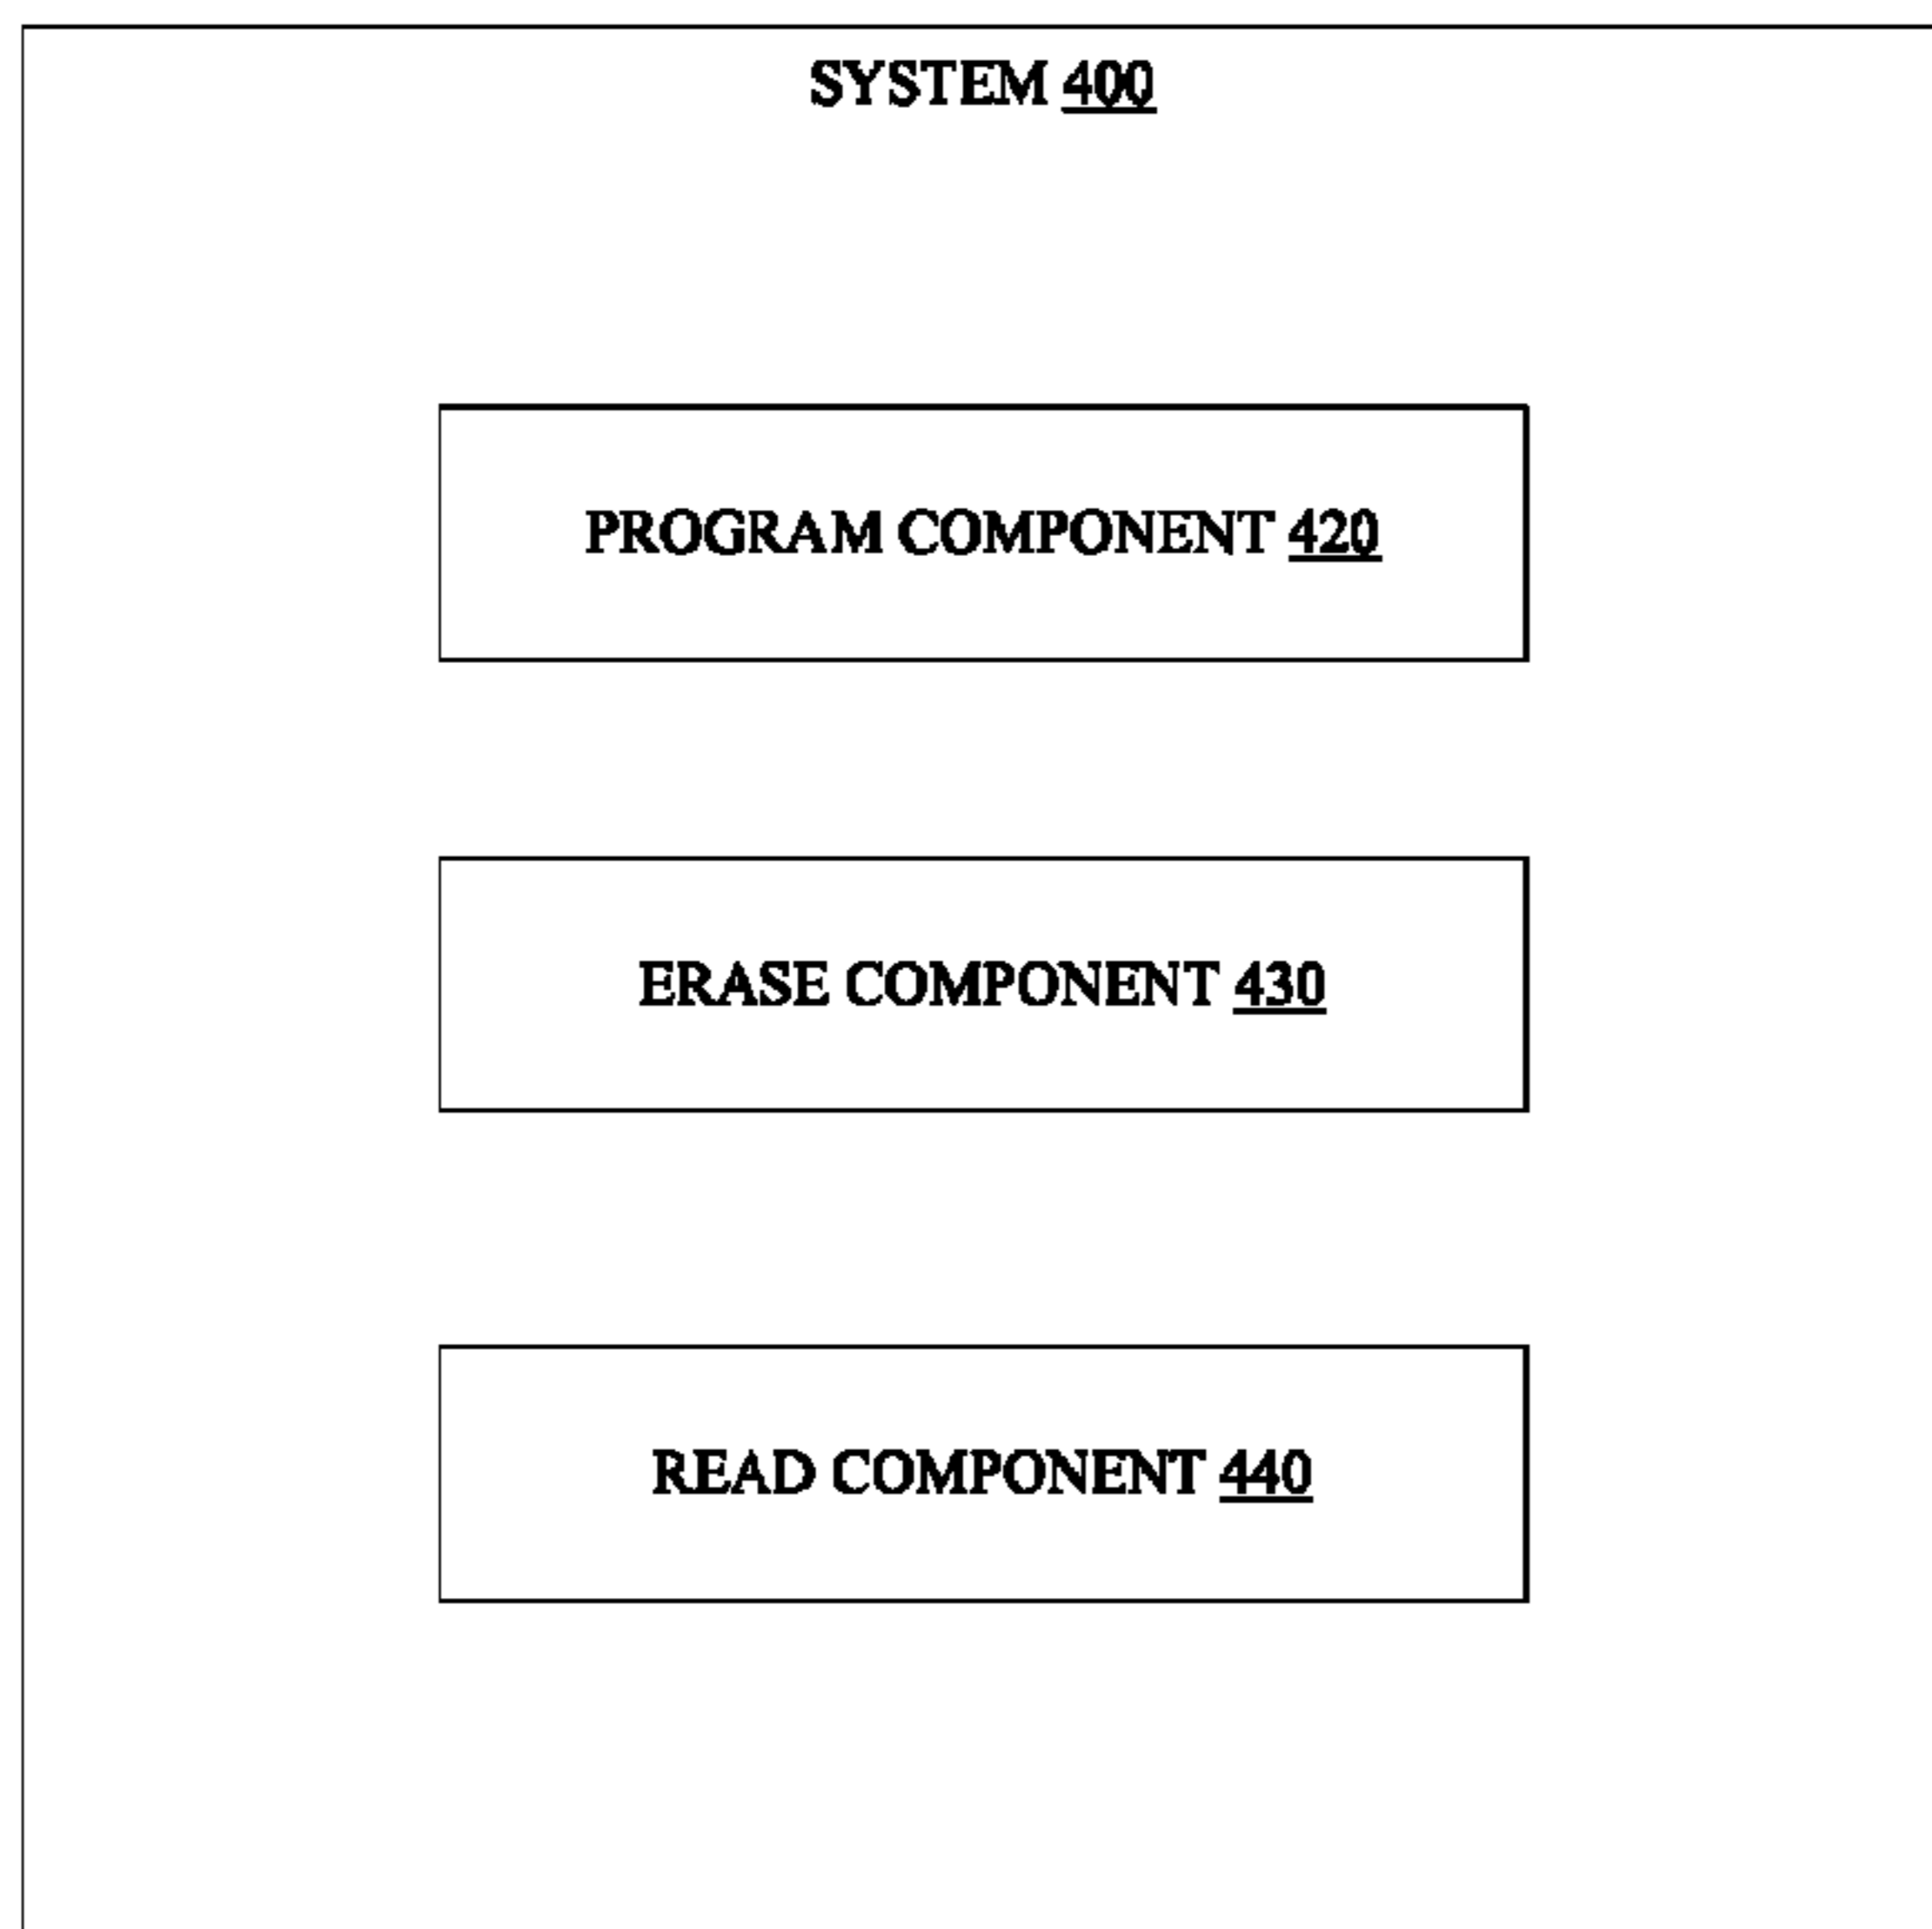 SYSTEM 400
PROGRAM COMPONENT 420
ERASE COMPONENT 430
READ COMPONENT 440